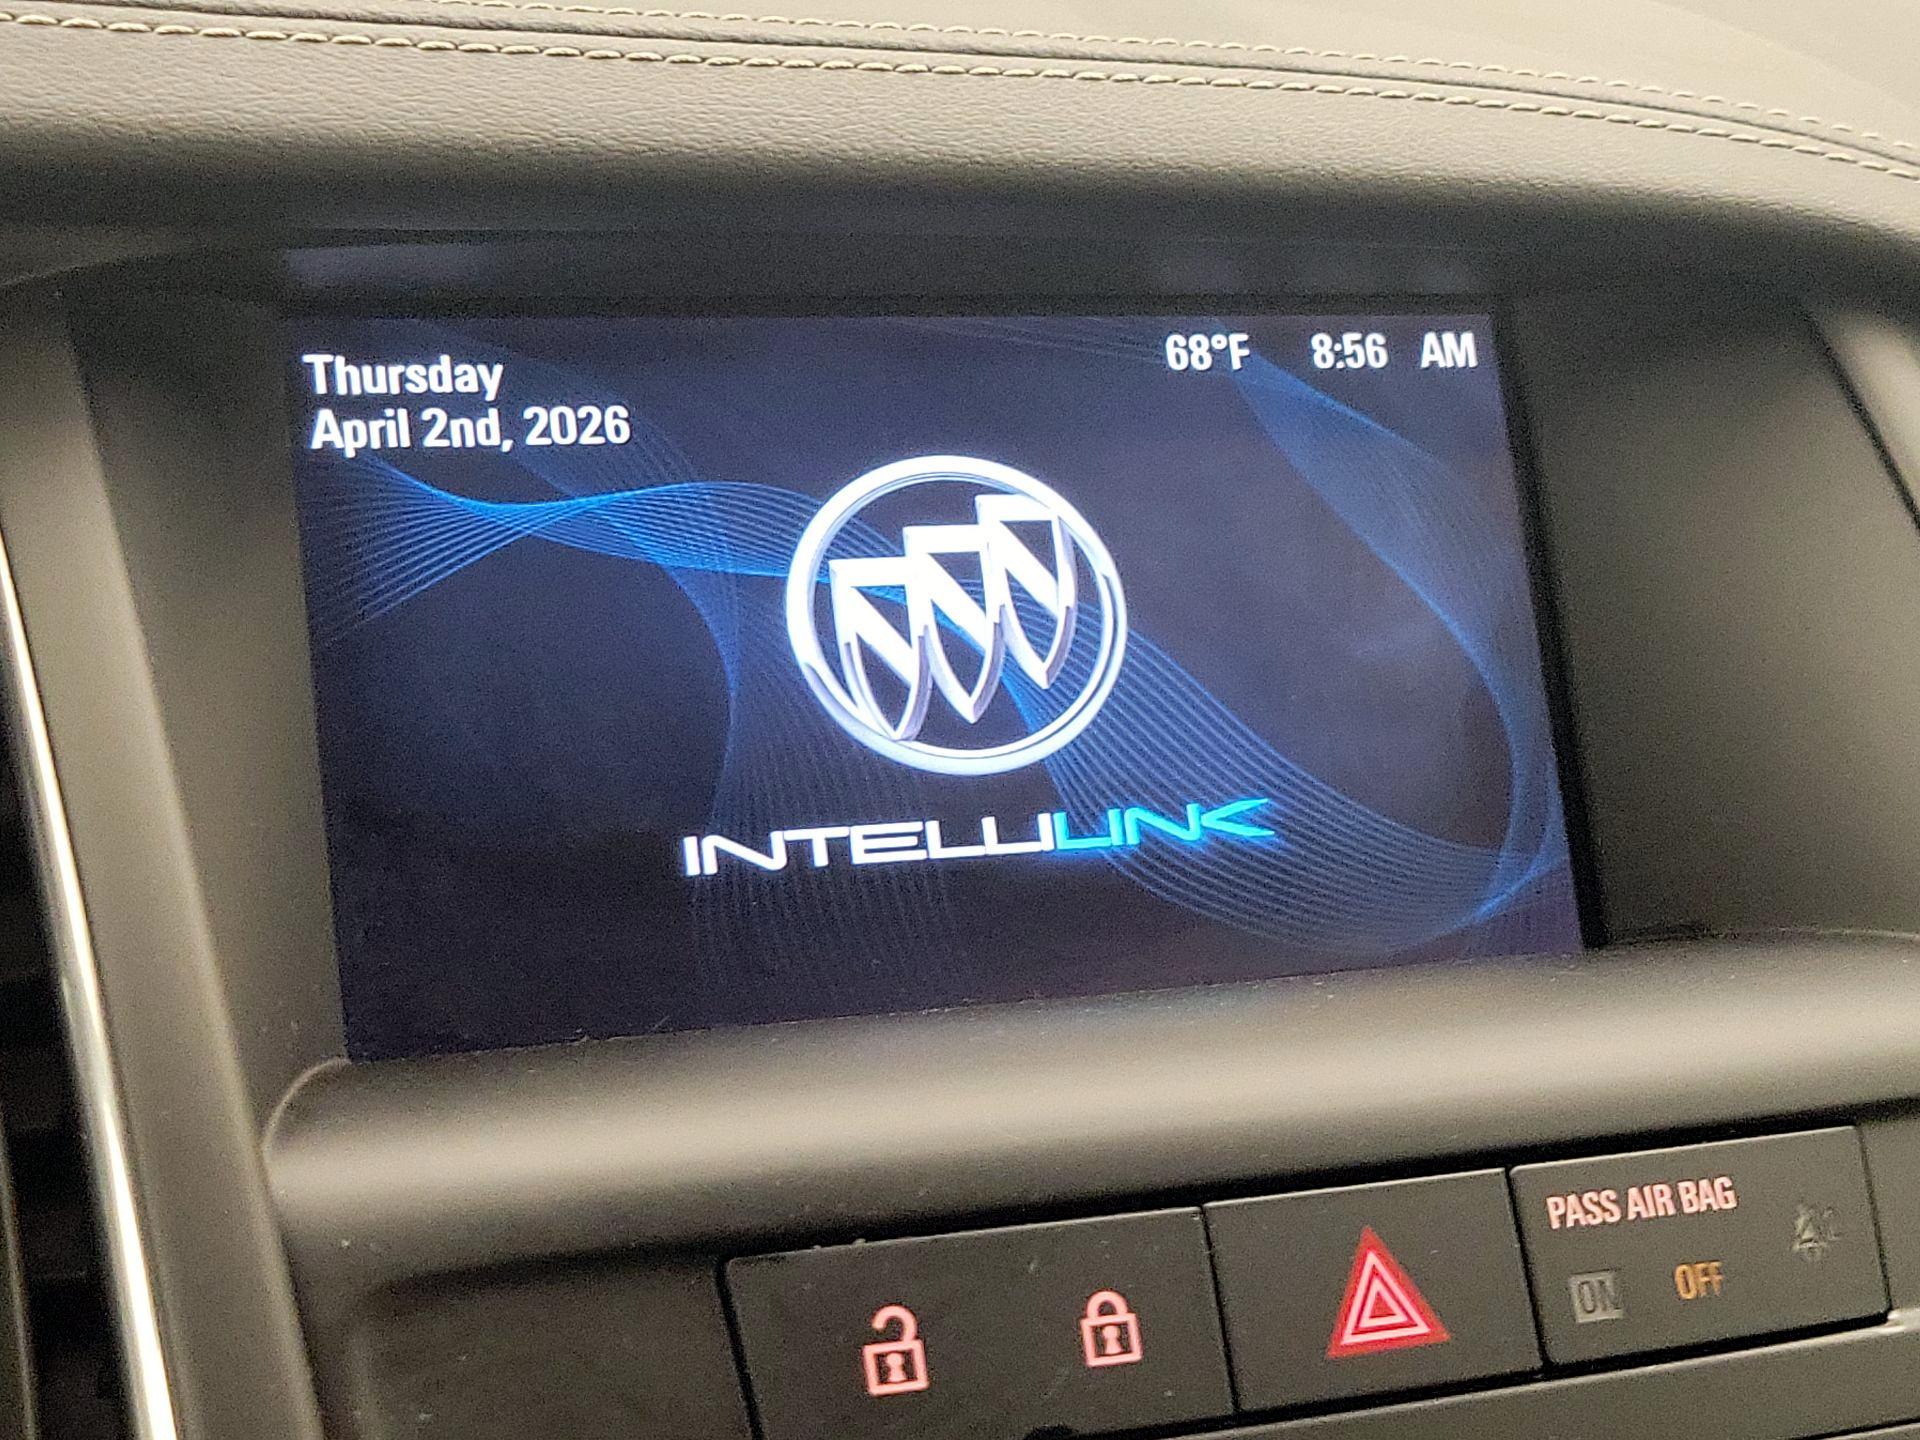 68°F 8:56 AM
Thursday
April 2nd, 2026
INTELLILINK
PASS AIR BAG
ON OFF